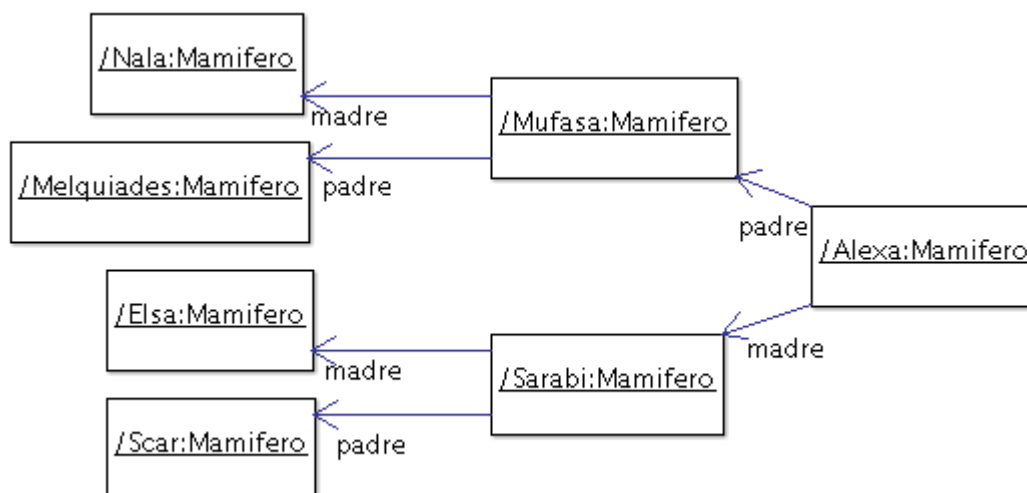 /Nala:Mamifero
madre
/Mufasa:Mamifero
/Melquiades:Mamifero
padre
padre
/Alexa:Mamifero
/Elsa:Mamifero
madre
madre
/Sarabi:Mamifero
/Scar:Mamifero
padre